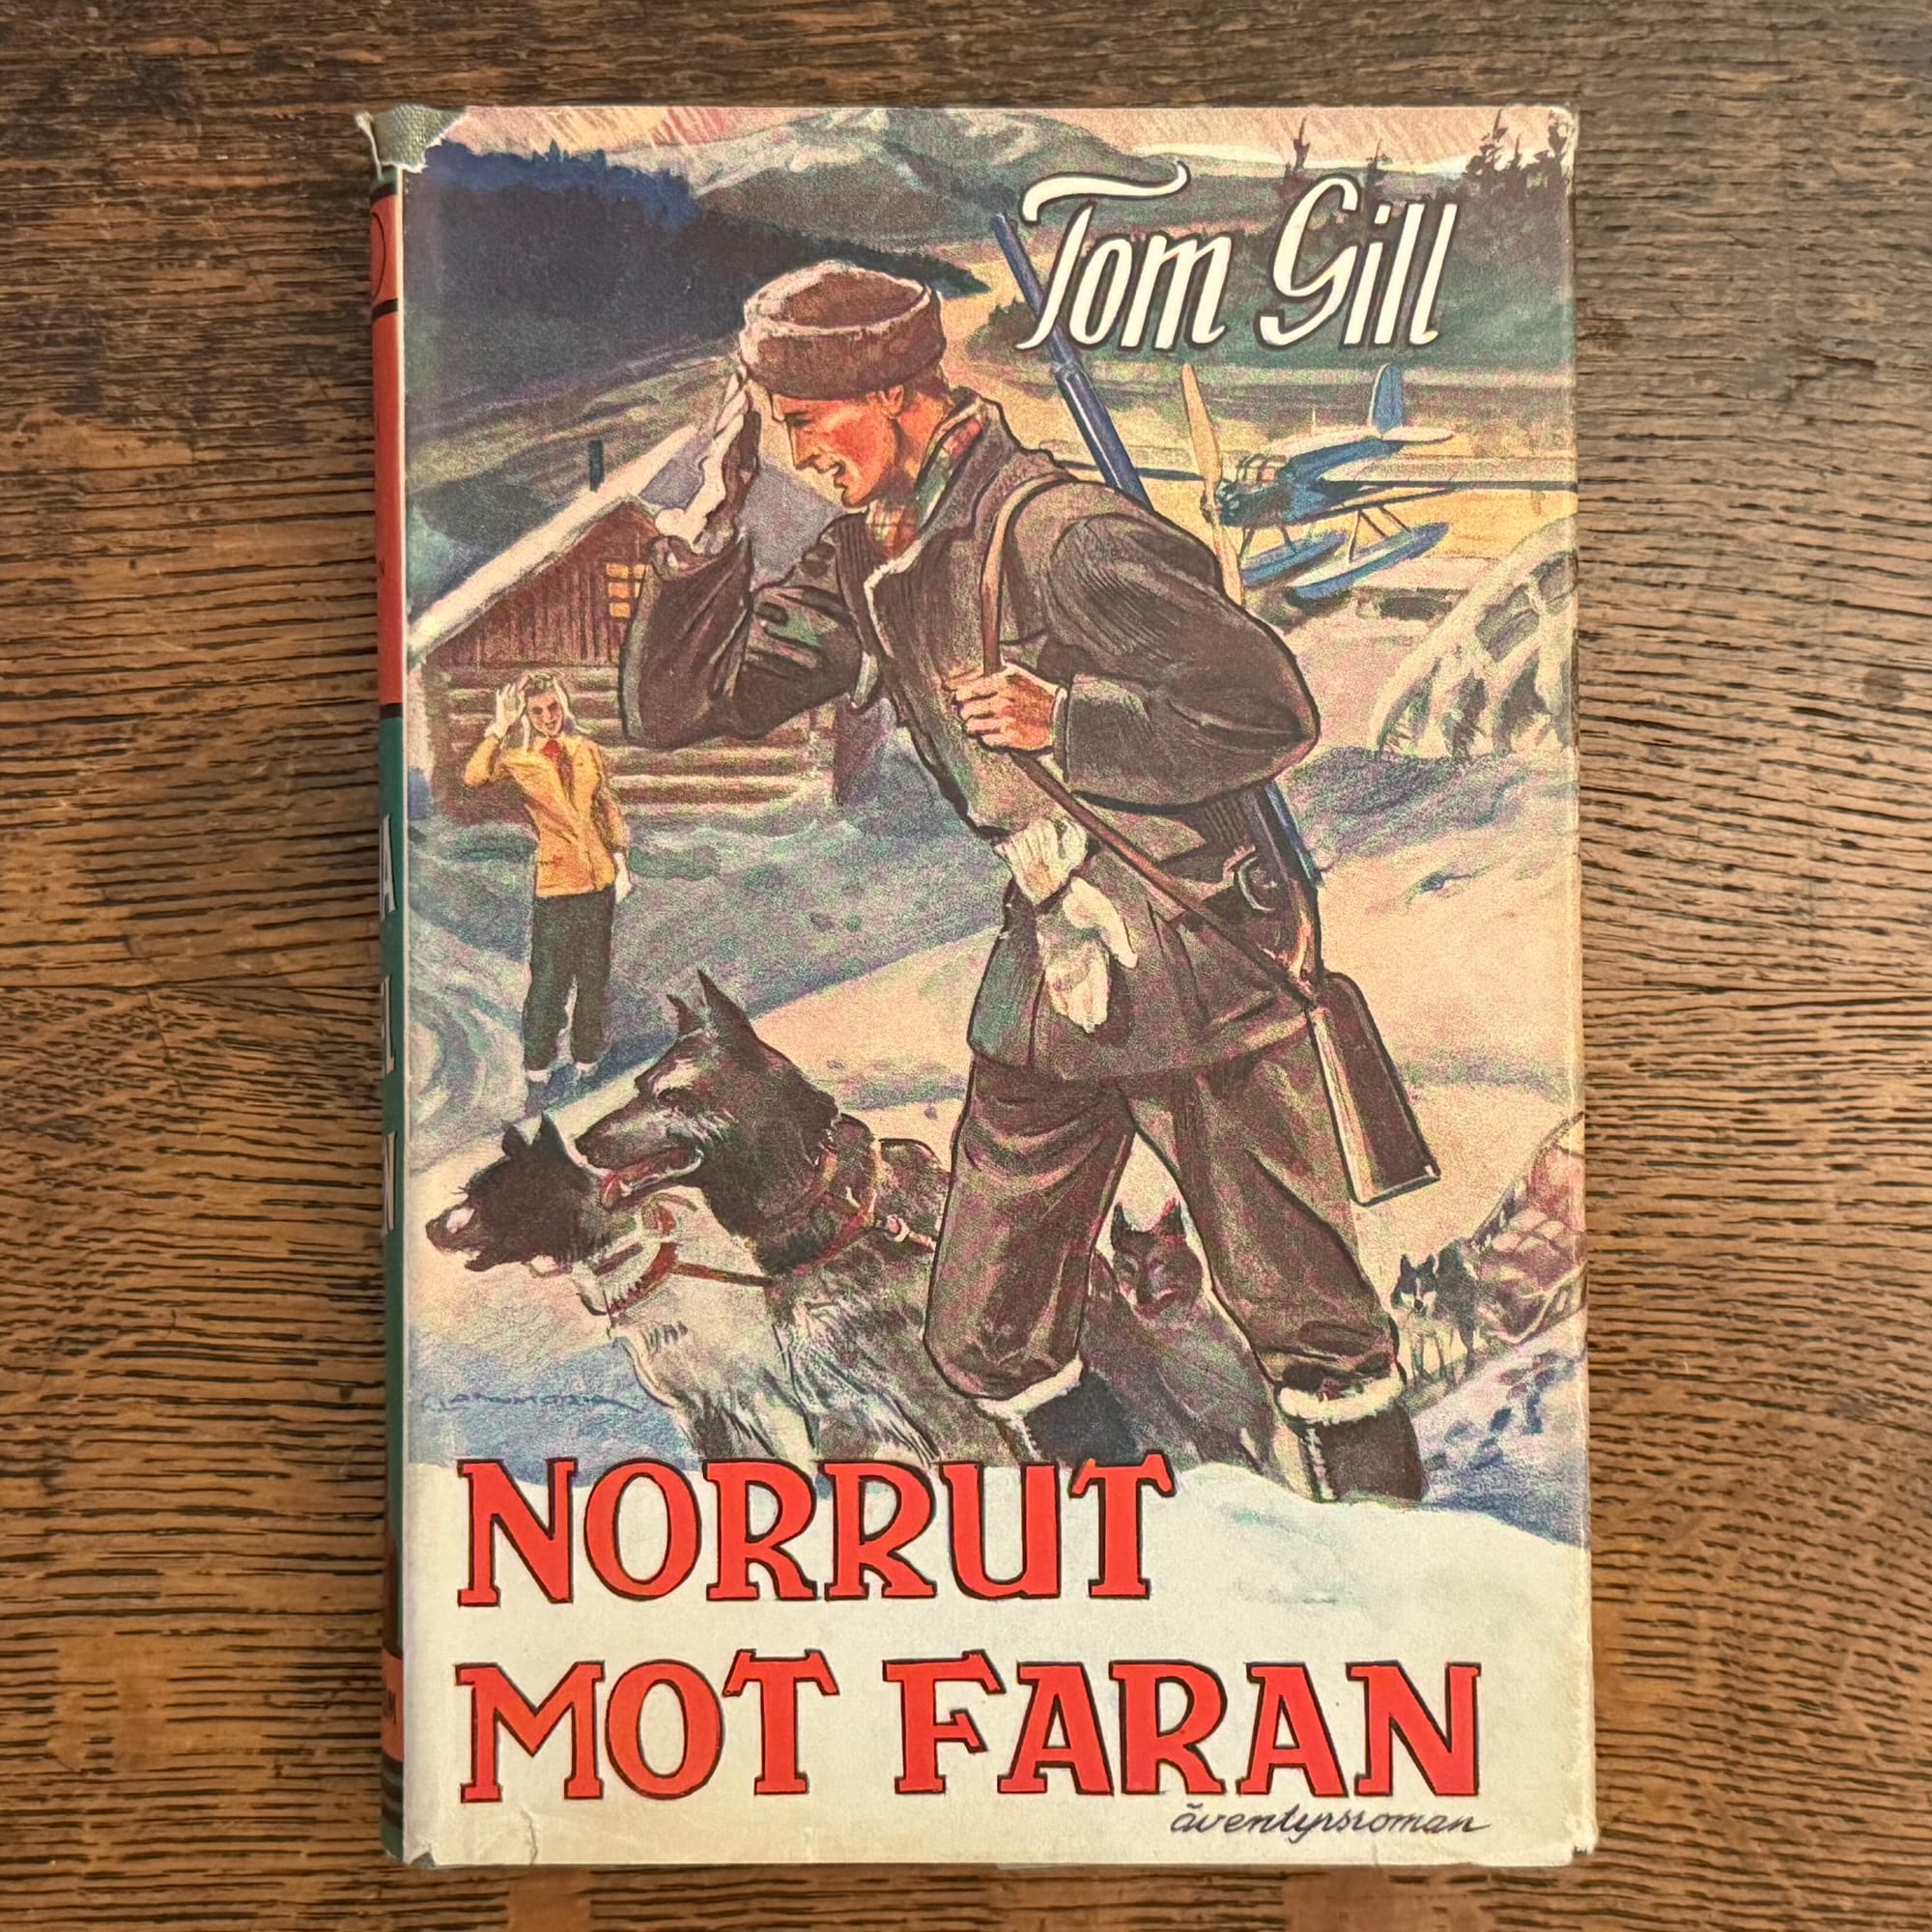 Tom Gill
NORRUT
MOT FARAN
äventyrsroman